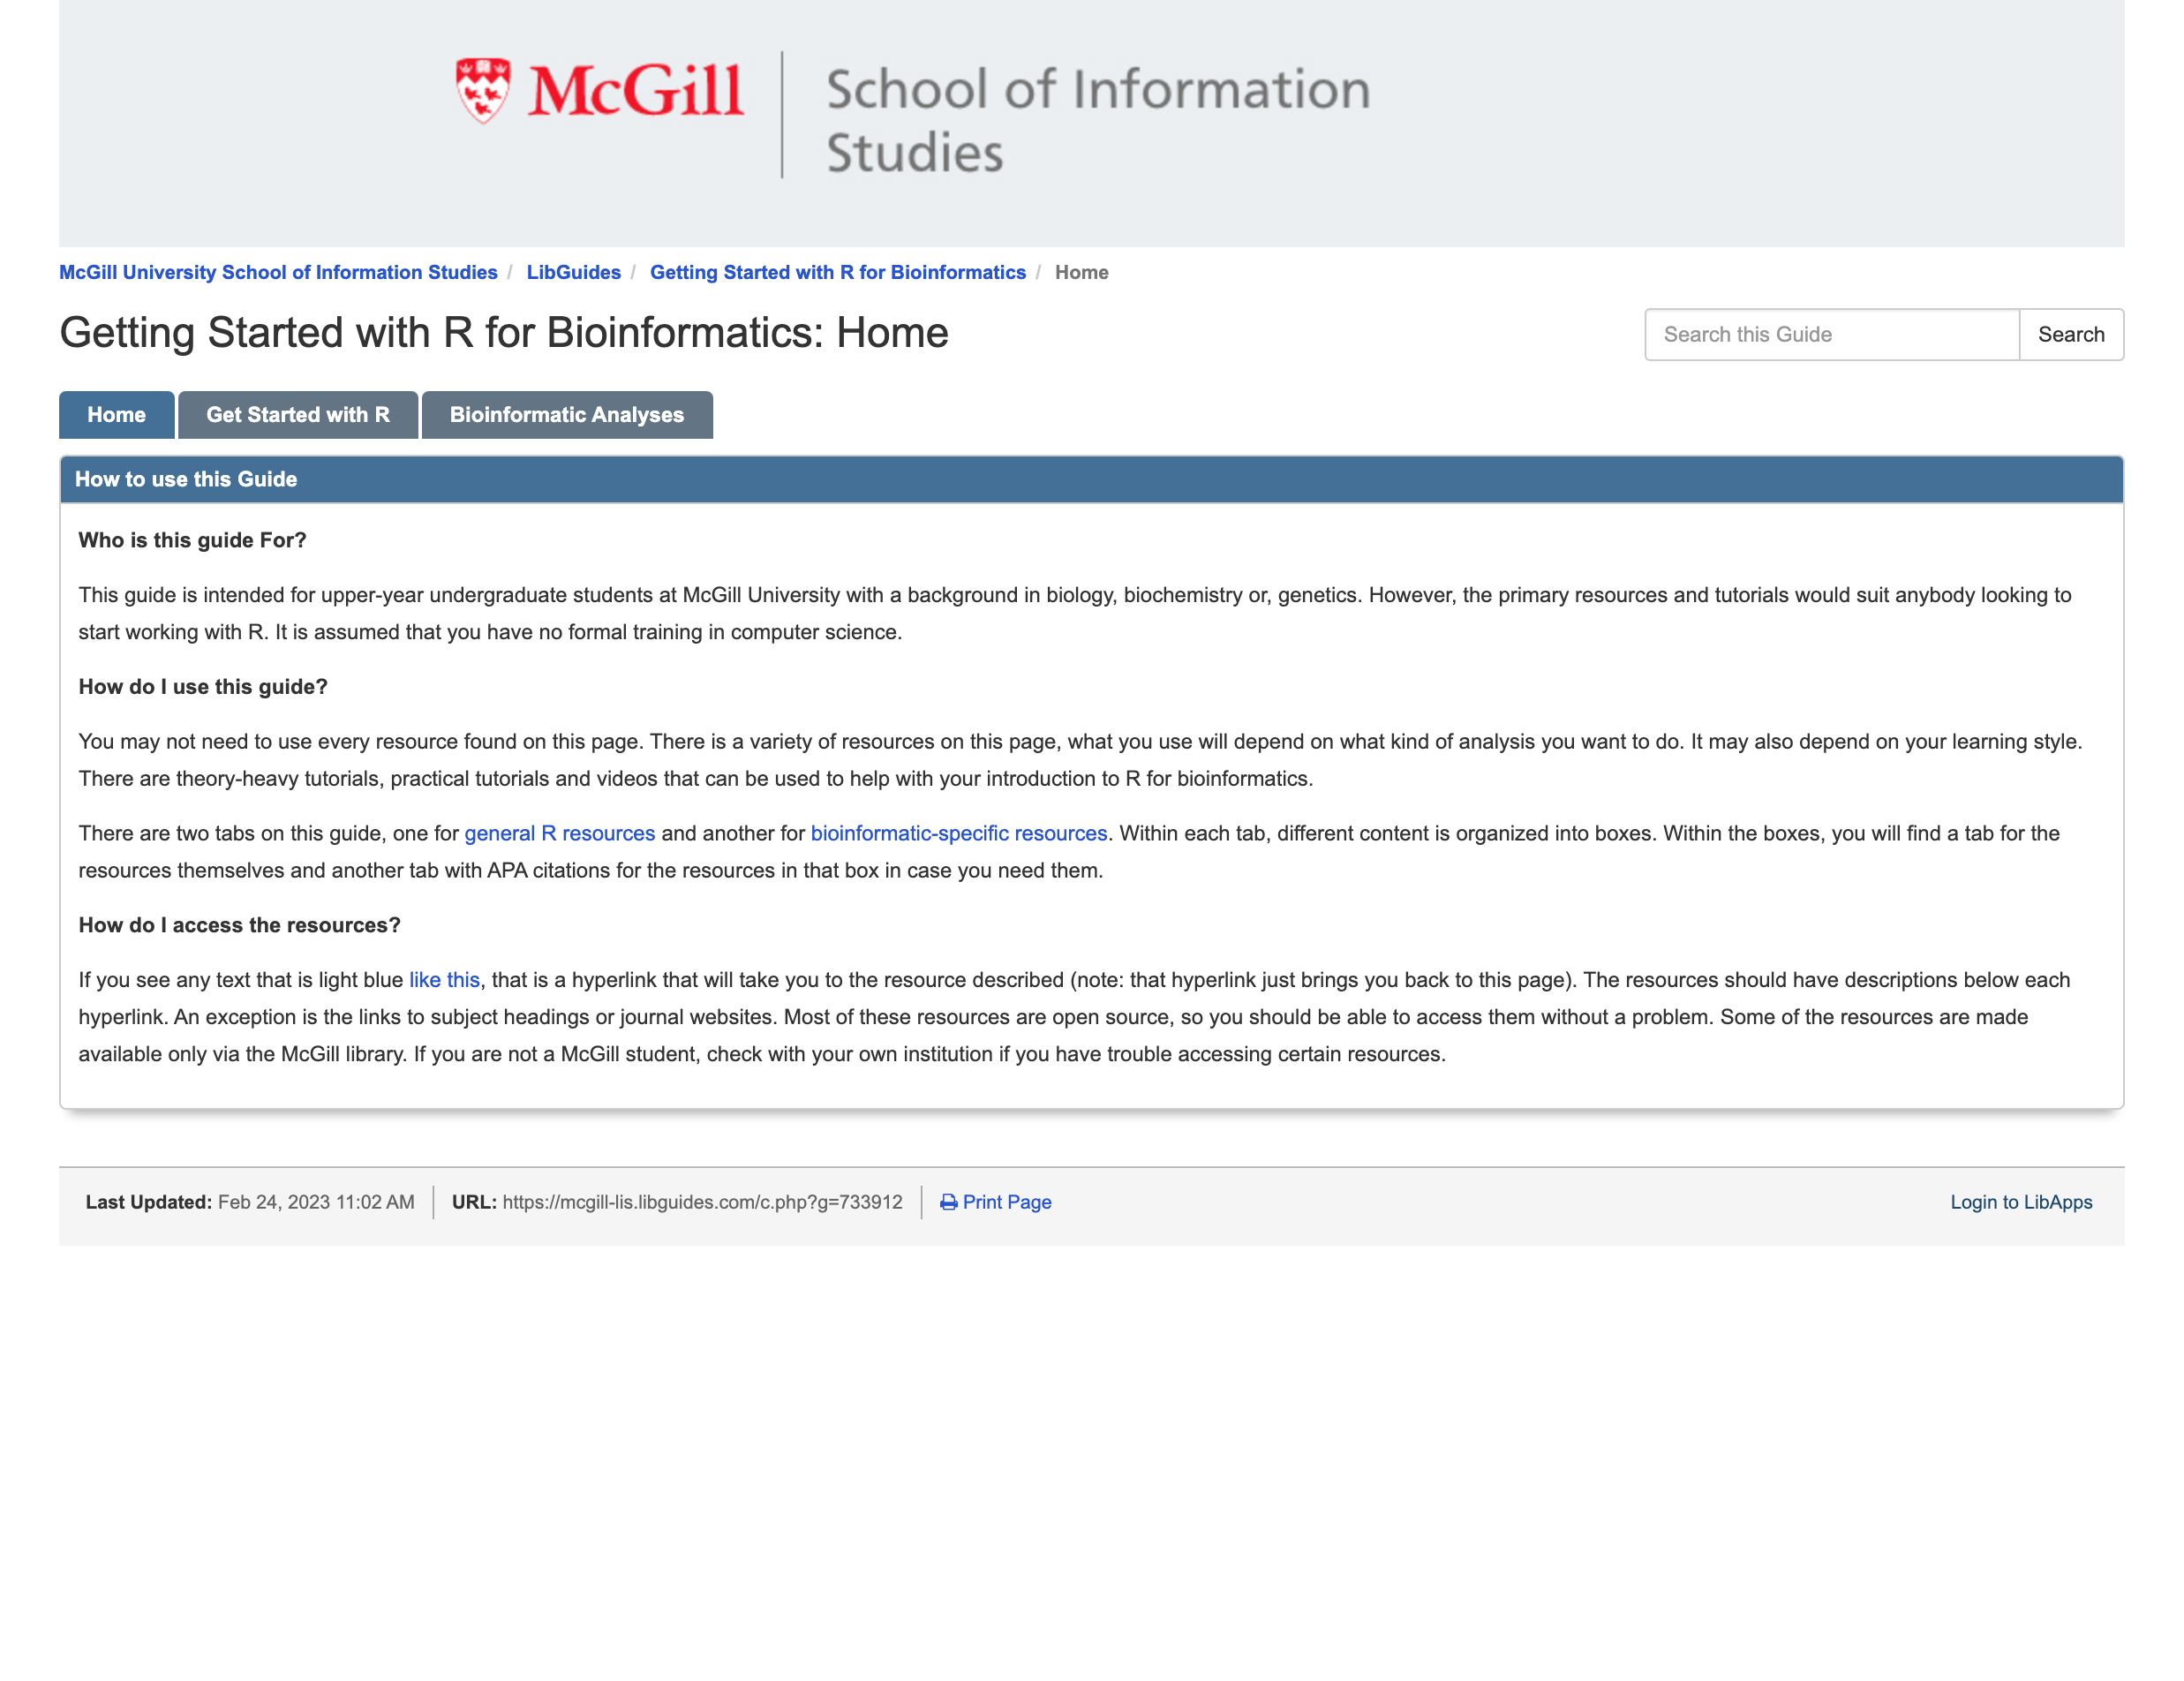 McGill
School of Information
Studies
McGill University School of Information Studies / LibGuides / Getting Started with R for Bioinformatics / Home
Getting Started with R for Bioinformatics: Home
Search this Guide
Search
Home
Get Started with R
Bioinformatic Analyses
How to use this Guide
Who is this guide For?
This guide is intended for upper-year undergraduate students at McGill University with a background in biology, biochemistry or, genetics. However, the primary resources and tutorials would suit anybody looking to
start working with R. It is assumed that you have no formal training in computer science.
How do I use this guide?
You may not need to use every resource found on this page. There is a variety of resources on this page, what you use will depend on what kind of analysis you want to do. It may also depend on your learning style.
There are theory-heavy tutorials, practical tutorials and videos that can be used to help with your introduction to R for bioinformatics.
There are two tabs on this guide, one for general R resources and another for bioinformatic-specific resources. Within each tab, different content is organized into boxes. Within the boxes, you will find a tab for the
resources themselves and another tab with APA citations for the resources in that box in case you need them.
How do I access the resources?
If you see any text that is light blue like this, that is a hyperlink that will take you to the resource described (note: that hyperlink just brings you back to this page). The resources should have descriptions below each
hyperlink. An exception is the links to subject headings or journal websites. Most of these resources are open source, so you should be able to access them without a problem. Some of the resources are made
available only via the McGill library. If you are not a McGill student, check with your own institution if you have trouble accessing certain resources.
Last Updated: Feb 24, 2023 11:02 AM
URL: https://mcgill-lis.libguides.com/c.php?g=733912
Print Page
Login to LibApps